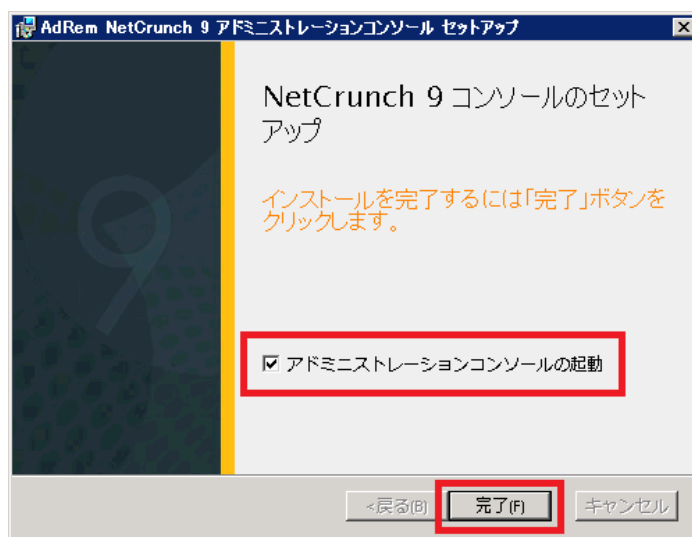 AdRem NetCrunch 9 アドミニストレーションコンソール セットアップ
NetCrunch 9 コンソールのセット
アップ
インストールを完了するには「完了」ボタンを
クリックします。
アドミニストレーションコンソールの起動
<戻る(B)
完了(F)
キャンセル